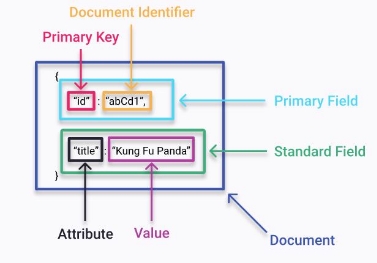 Document Identifier
Primary Key
{
"id" : "abCd1",
Primary Field
"title" : "Kung Fu Panda"
Standard Field
}
Attribute
Value
Document